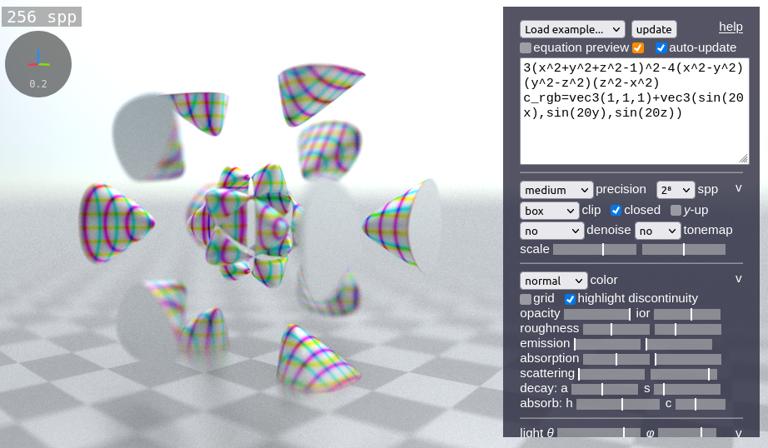 256 spp
0.2
Load example... update help
equation preview auto-update
3(x^2+y^2+z^2-1)^2-4(x^2-y^2)
(y^2-z^2)(z^2-x^2)
c_rgb=vec3(1,1,1)+vec3(sin(20
x),sin(20y),sin(20z))
medium precision 2⁸ spp v
box clip closed y-up
no denoise no tonemap
scale
normal color v
grid highlight discontinuity
opacity ior
roughness
emission
absorption
scattering
decay: a s
absorb: h c
light θ φ v